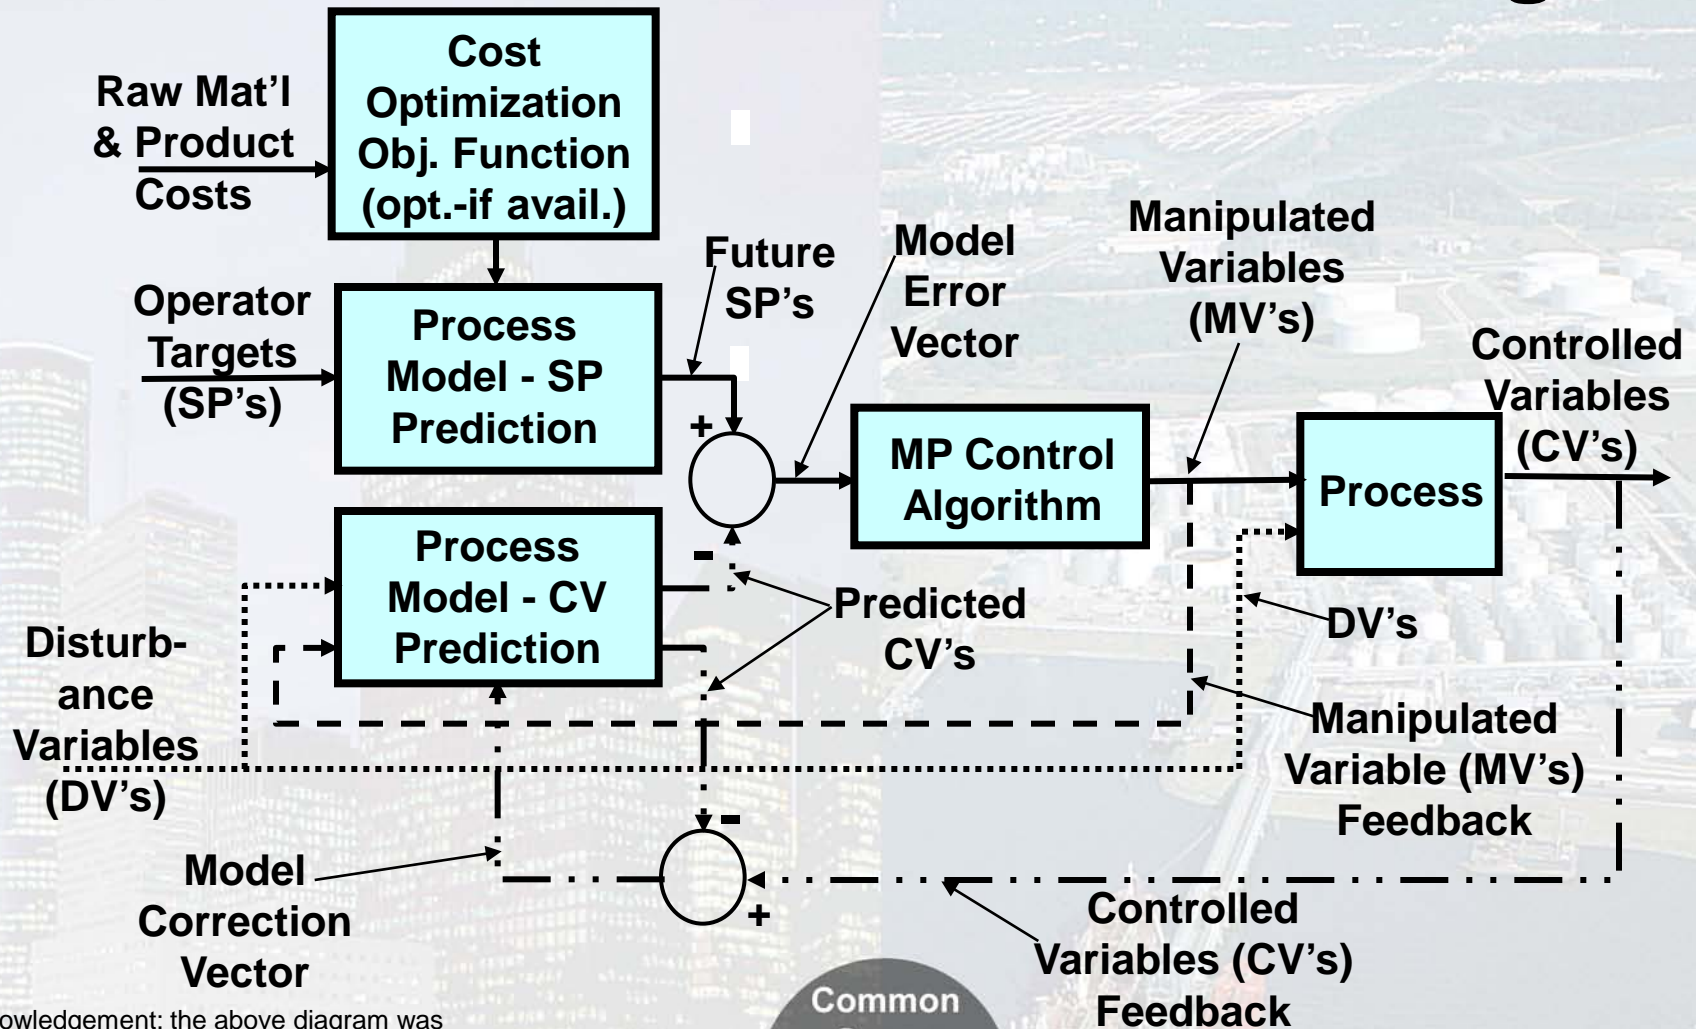 Cost
Optimization
Obj. Function
(opt.-if avail.)
Raw Mat'l
& Product
Costs
Operator
Targets
(SP's)
Process
Model - SP
Prediction
Future
SP's
Model
Error
Vector
Manipulated
Variables
(MV's)
Controlled
Variables
(CV's)
+
MP Control
Algorithm
Process
-
Process
Model - CV
Prediction
Predicted
CV's
DV's
Disturb-
ance
Variables
(DV's)
Manipulated
Variable (MV's)
Feedback
-
+
Model
Correction
Vector
Controlled
Variables (CV's)
Feedback
the above diagram was
Common